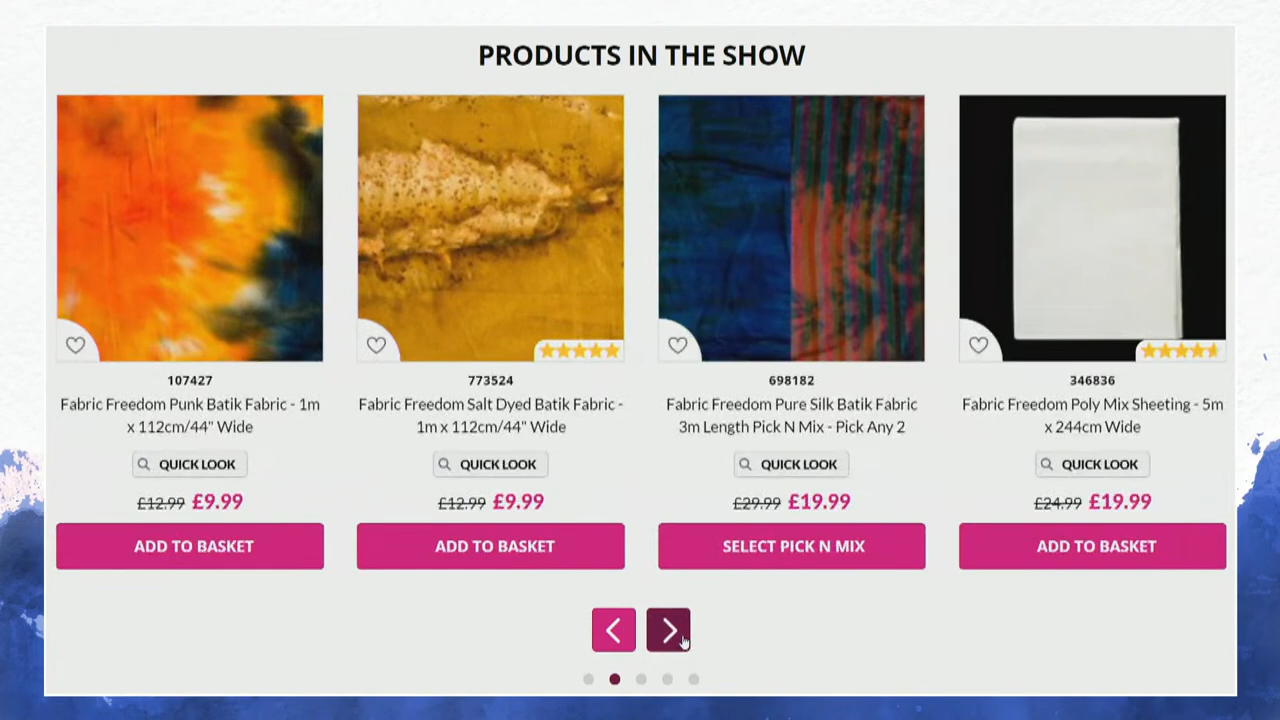 PRODUCTS IN THE SHOW
107427
Fabric Freedom Punk Batik Fabric - 1m
x 112cm/44" Wide
QUICK LOOK
£12.99 £9.99
ADD TO BASKET
773524
Fabric Freedom Salt Dyed Batik Fabric -
1m x 112cm/44" Wide
QUICK LOOK
£12.99 £9.99
ADD TO BASKET
698182
Fabric Freedom Pure Silk Batik Fabric
3m Length Pick N Mix - Pick Any 2
QUICK LOOK
£29.99 £19.99
SELECT PICK N MIX
346836
Fabric Freedom Poly Mix Sheeting - 5m
x 244cm Wide
QUICK LOOK
£24.99 £19.99
ADD TO BASKET